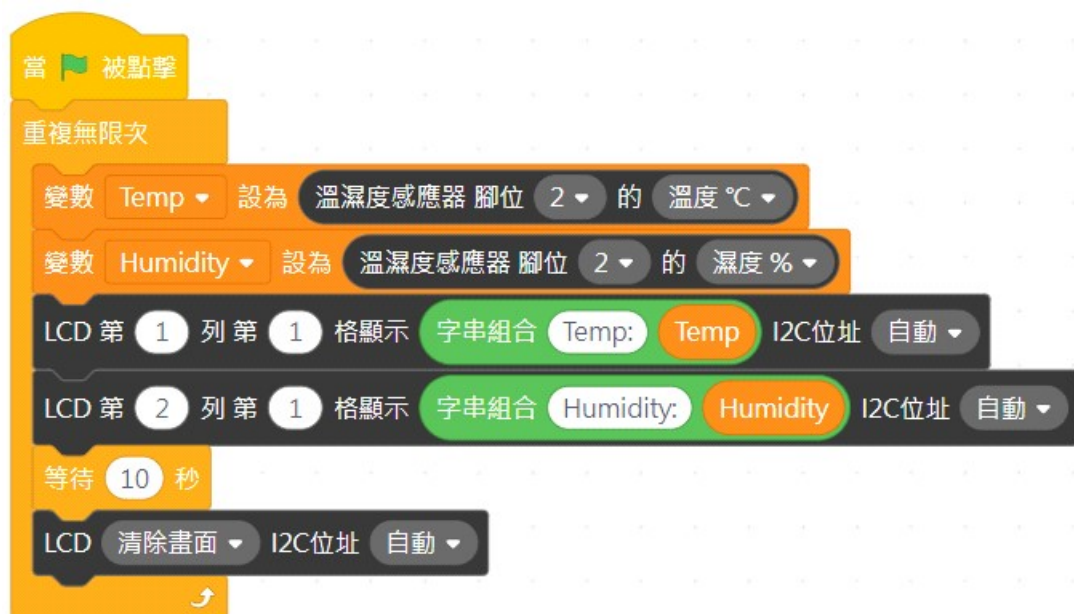 當 被點擊
重複無限次
變數 Temp 設為 溫濕度感應器 腳位 2 的 溫度 ℃
變數 Humidity 設為 溫濕度感應器 腳位 2 的 濕度 %
LCD 第 1 列 第 1 格顯示 字串組合 Temp: Temp I2C位址 自動
LCD 第 2 列 第 1 格顯示 字串組合 Humidity: Humidity I2C位址 自動
等待 10 秒
LCD 清除畫面 I2C位址 自動